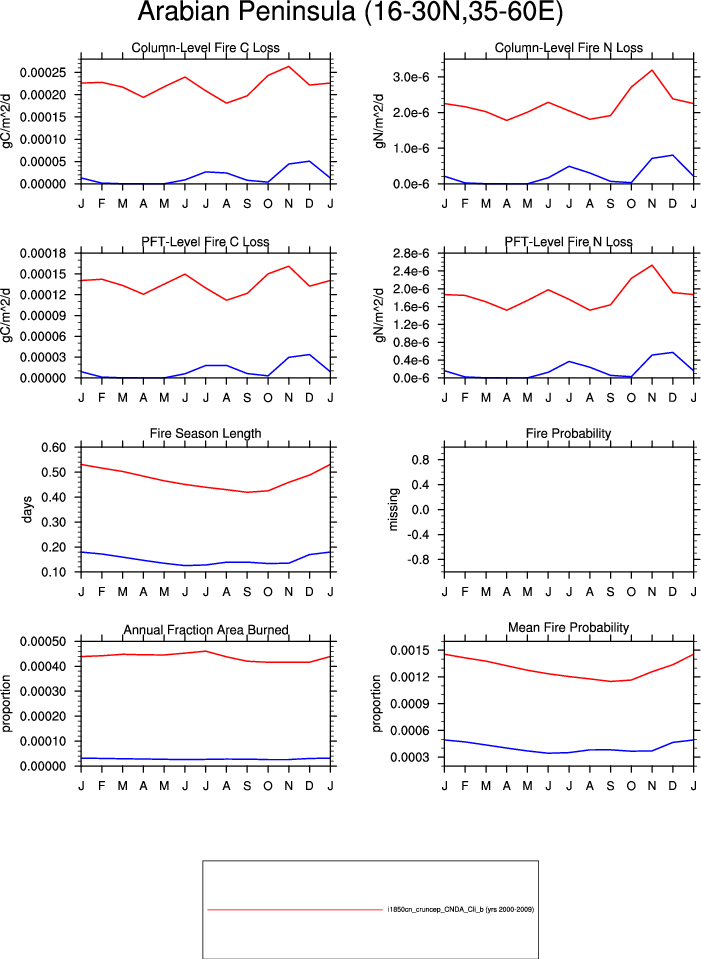 Arabian Peninsula (16-30N,35-60E)
Column-Level Fire C Loss
gC/m^2/d
0.00025
0.00020
0.00015
0.00010
0.00005
0.00000
J F M A M J J A S O N D J
Column-Level Fire N Loss
gN/m^2/d
3.0e-6
2.0e-6
1.0e-6
0.0e-6
J F M A M J J A S O N D J
PFT-Level Fire C Loss
gC/m^2/d
0.00018
0.00015
0.00012
0.00009
0.00006
0.00003
0.00000
J F M A M J J A S O N D J
PFT-Level Fire N Loss
gN/m^2/d
2.8e-6
2.4e-6
2.0e-6
1.6e-6
1.2e-6
0.8e-6
0.4e-6
0.0e-6
J F M A M J J A S O N D J
Fire Season Length
days
0.60
0.50
0.40
0.30
0.20
0.10
J F M A M J J A S O N D J
Fire Probability
missing
0.8
0.4
0.0
-0.4
-0.8
J F M A M J J A S O N D J
Annual Fraction Area Burned
proportion
0.00050
0.00040
0.00030
0.00020
0.00010
0.00000
J F M A M J J A S O N D J
Mean Fire Probability
proportion
0.0015
0.0012
0.0009
0.0006
0.0003
J F M A M J J A S O N D J
i1850cn_cruncep_CNDA_Cli_b (yrs 2000-2009)